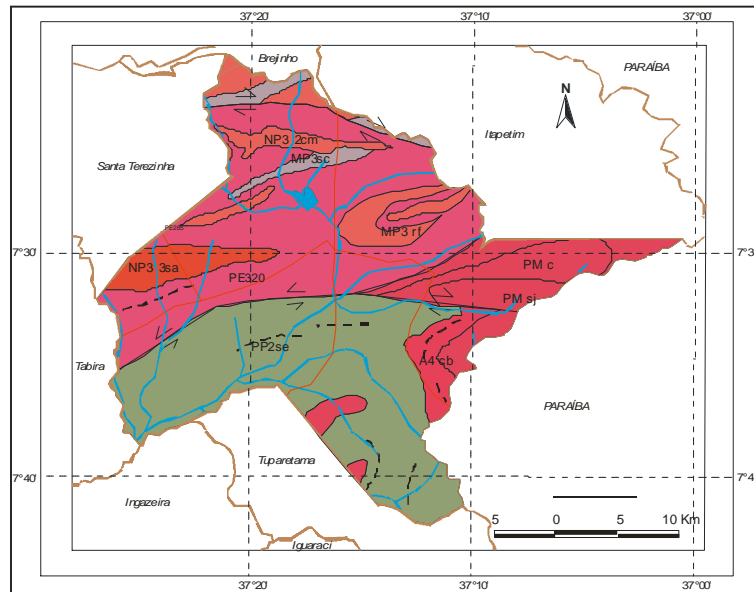 37°20' 37°10' 37°00'
Brejinho
PARAÍBA
N
Itapetim
NP3 2cm
MP3sc
Santa Terezinha
PE285
MP3 rf
7°30' 7°3
PM c
NP3 3sa
PE320
PM sj
PP2se
A4 cb
Tabira
PARAÍBA
Tuparetama
7°40' 7°4
Ingazeira
5 0 5 10 Km
Iguaraci
37°20' 37°10' 37°00'